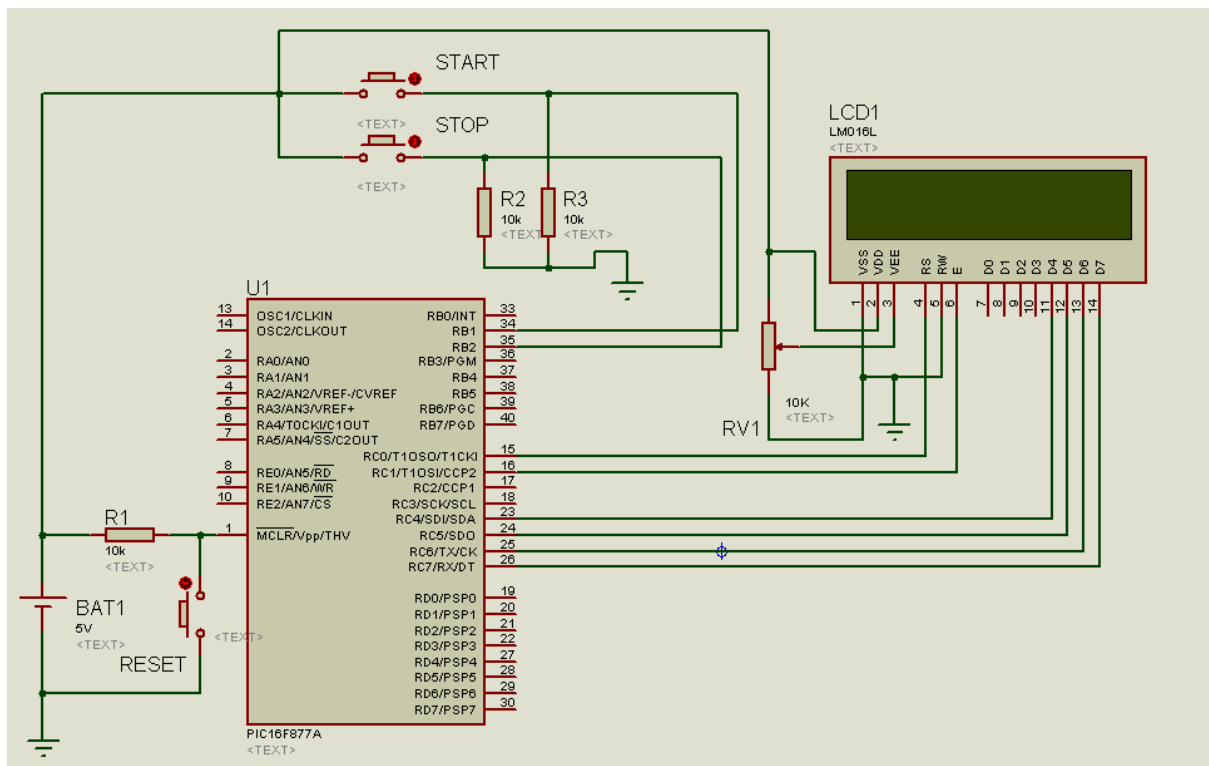 START
<TEXT>
STOP
<TEXT>
R2
10k
<TEXT>
R3
10k
<TEXT>
LCD1
LM016L
<TEXT>
VSS
VDD
VEE
RS
RW
E
D0
D1
D2
D3
D4
D5
D6
D7
1
2
3
4
5
6
7
8
9
10
11
12
13
14
RV1
10K
<TEXT>
U1
13 OSC1/CLKIN
14 OSC2/CLKOUT
2 RA0/AN0
3 RA1/AN1
4 RA2/AN2/VREF-/CVREF
5 RA3/AN3/VREF+
6 RA4/T0CKI/C1OUT
7 RA5/AN4/SS/C2OUT
8 RE0/AN5/RD
9 RE1/AN6/WR
10 RE2/AN7/CS
1 MCLR/Vpp/THV
RB0/INT 33
RB1 34
RB2 35
RB3/PGM 36
RB4 37
RB5 38
RB6/PGC 39
RB7/PGD 40
RC0/T1OSO/T1CKI 15
RC1/T1OSI/CCP2 16
RC2/CCP1 17
RC3/SCK/SCL 18
RC4/SDI/SDA 23
RC5/SDO 24
RC6/TX/CK 25
RC7/RX/DT 26
RD0/PSP0 19
RD1/PSP1 20
RD2/PSP2 21
RD3/PSP3 22
RD4/PSP4 27
RD5/PSP5 28
RD6/PSP6 29
RD7/PSP7 30
PIC16F877A
<TEXT>
R1
10k
<TEXT>
BAT1
5V
<TEXT>
RESET
<TEXT>